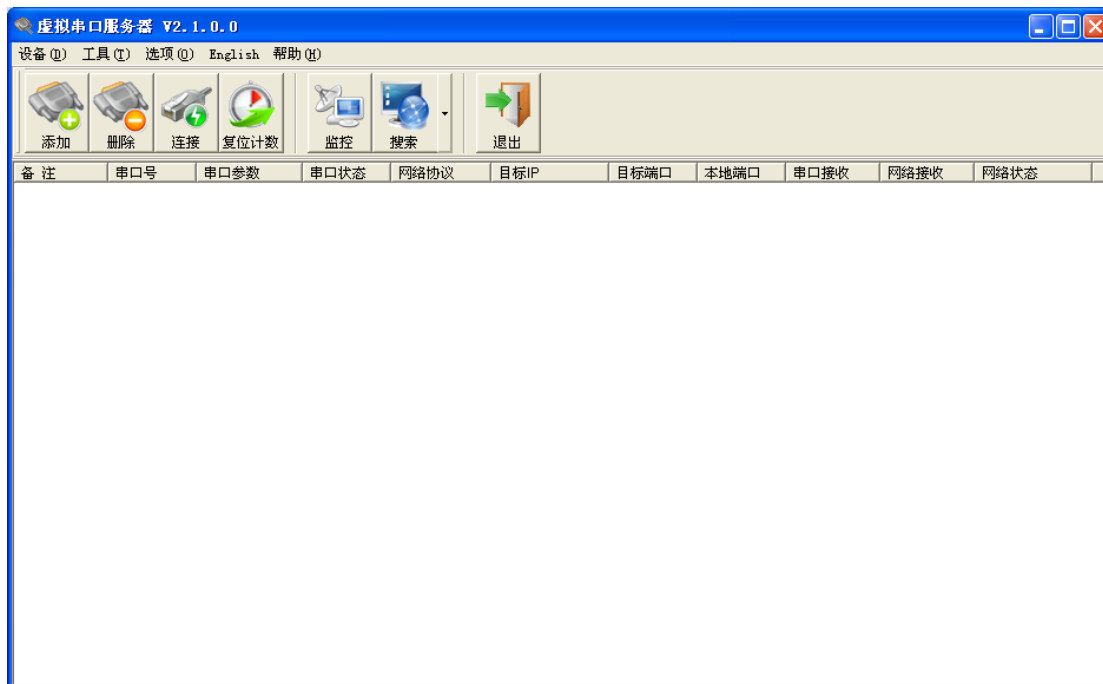 虚拟串口服务器 V2.1.0.0
设备(D) 工具(T) 选项(O) English 帮助(H)
添加 删除 连接 复位计数 监控 搜索 退出
备 注 串口号 串口参数 串口状态 网络协议 目标IP 目标端口 本地端口 串口接收 网络接收 网络状态